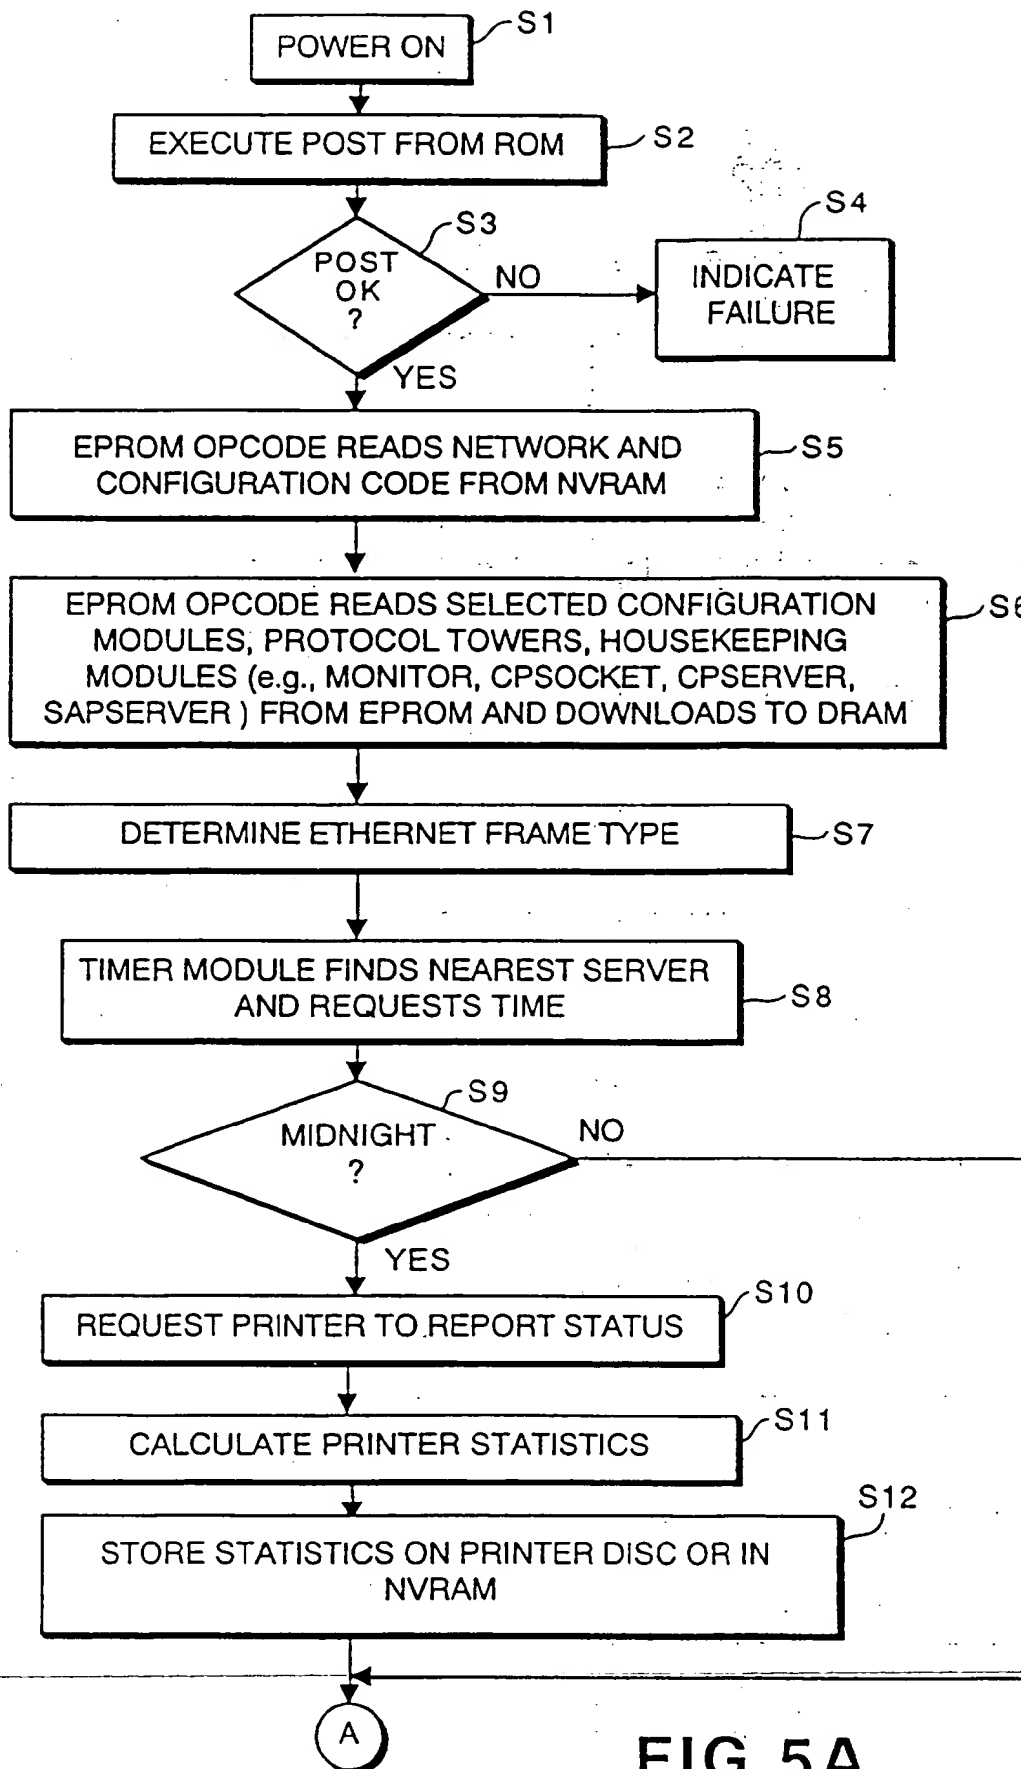 S1
POWER ON
EXECUTE POST FROM ROM
S2
S3
POST
OK
?
NO
S4
INDICATE
FAILURE
YES
EPROM OPCODE READS NETWORK AND
CONFIGURATION CODE FROM NVRAM
S5
EPROM OPCODE READS SELECTED CONFIGURATION
MODULES, PROTOCOL TOWERS, HOUSEKEEPING
MODULES (e.g., MONITOR, CPSOCKET, CPSERVER,
SAPSERVER ) FROM EPROM AND DOWNLOADS TO DRAM
S6
DETERMINE ETHERNET FRAME TYPE
S7
TIMER MODULE FINDS NEAREST SERVER
AND REQUESTS TIME
S8
S9
MIDNIGHT
?
NO
YES
S10
REQUEST PRINTER TO REPORT STATUS
S11
CALCULATE PRINTER STATISTICS
S12
STORE STATISTICS ON PRINTER DISC OR IN
NVRAM
A
FIG. 5A